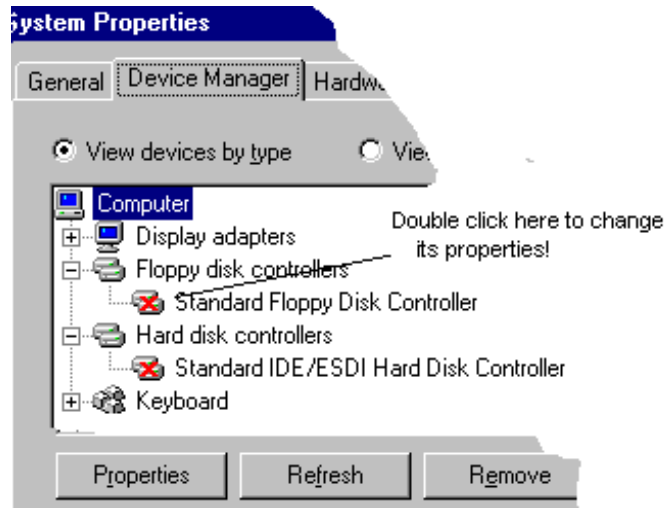 System Properties
General Device Manager Hardw
View devices by type Vie
Computer
Display adapters
Double click here to change
its properties!
Floppy disk controllers
Standard Floppy Disk Controller
Hard disk controllers
Standard IDE/ESDI Hard Disk Controller
Keyboard
Properties Refresh Remove